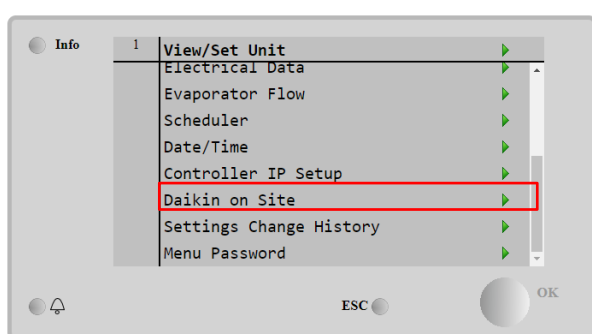 Info
1 View/Set Unit
Electrical Data
Evaporator Flow
Scheduler
Date/Time
Controller IP Setup
Daikin on Site
Settings Change History
Menu Password
ESC
OK